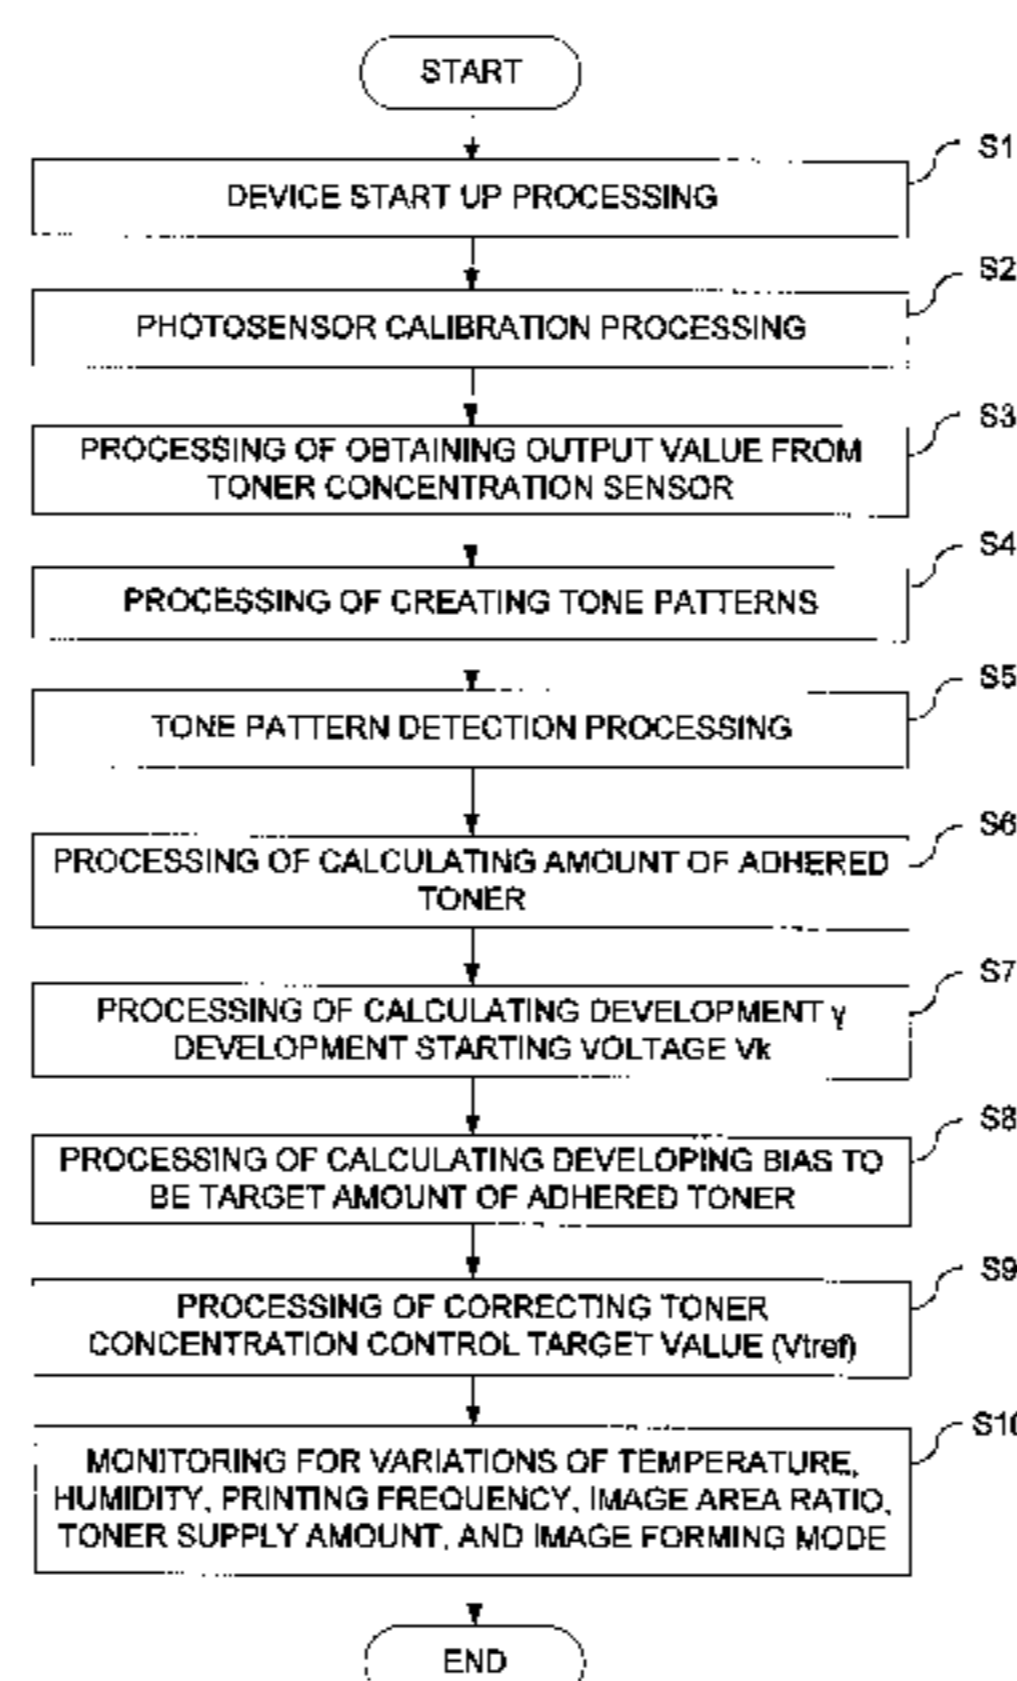 START
S1
DEVICE START UP PROCESSING
S2
PHOTOSENSOR CALIBRATION PROCESSING
S3
PROCESSING OF OBTAINING OUTPUT VALUE FROM
TONER CONCENTRATION SENSOR
S4
PROCESSING OF CREATING TONE PATTERNS
S5
TONE PATTERN DETECTION PROCESSING
S6
PROCESSING OF CALCULATING AMOUNT OF ADHERED
TONER
S7
PROCESSING OF CALCULATING DEVELOPMENT γ
DEVELOPMENT STARTING VOLTAGE Vk
S8
PROCESSING OF CALCULATING DEVELOPING BIAS TO
BE TARGET AMOUNT OF ADHERED TONER
S9
PROCESSING OF CORRECTING TONER
CONCENTRATION CONTROL TARGET VALUE (Vtref)
S10
MONITORING FOR VARIATIONS OF TEMPERATURE,
HUMIDITY, PRINTING FREQUENCY, IMAGE AREA RATIO,
TONER SUPPLY AMOUNT, AND IMAGE FORMING MODE
END